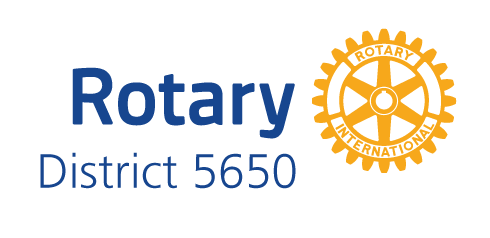 Rotary
District 5650
ROTARY
INTERNATIONAL